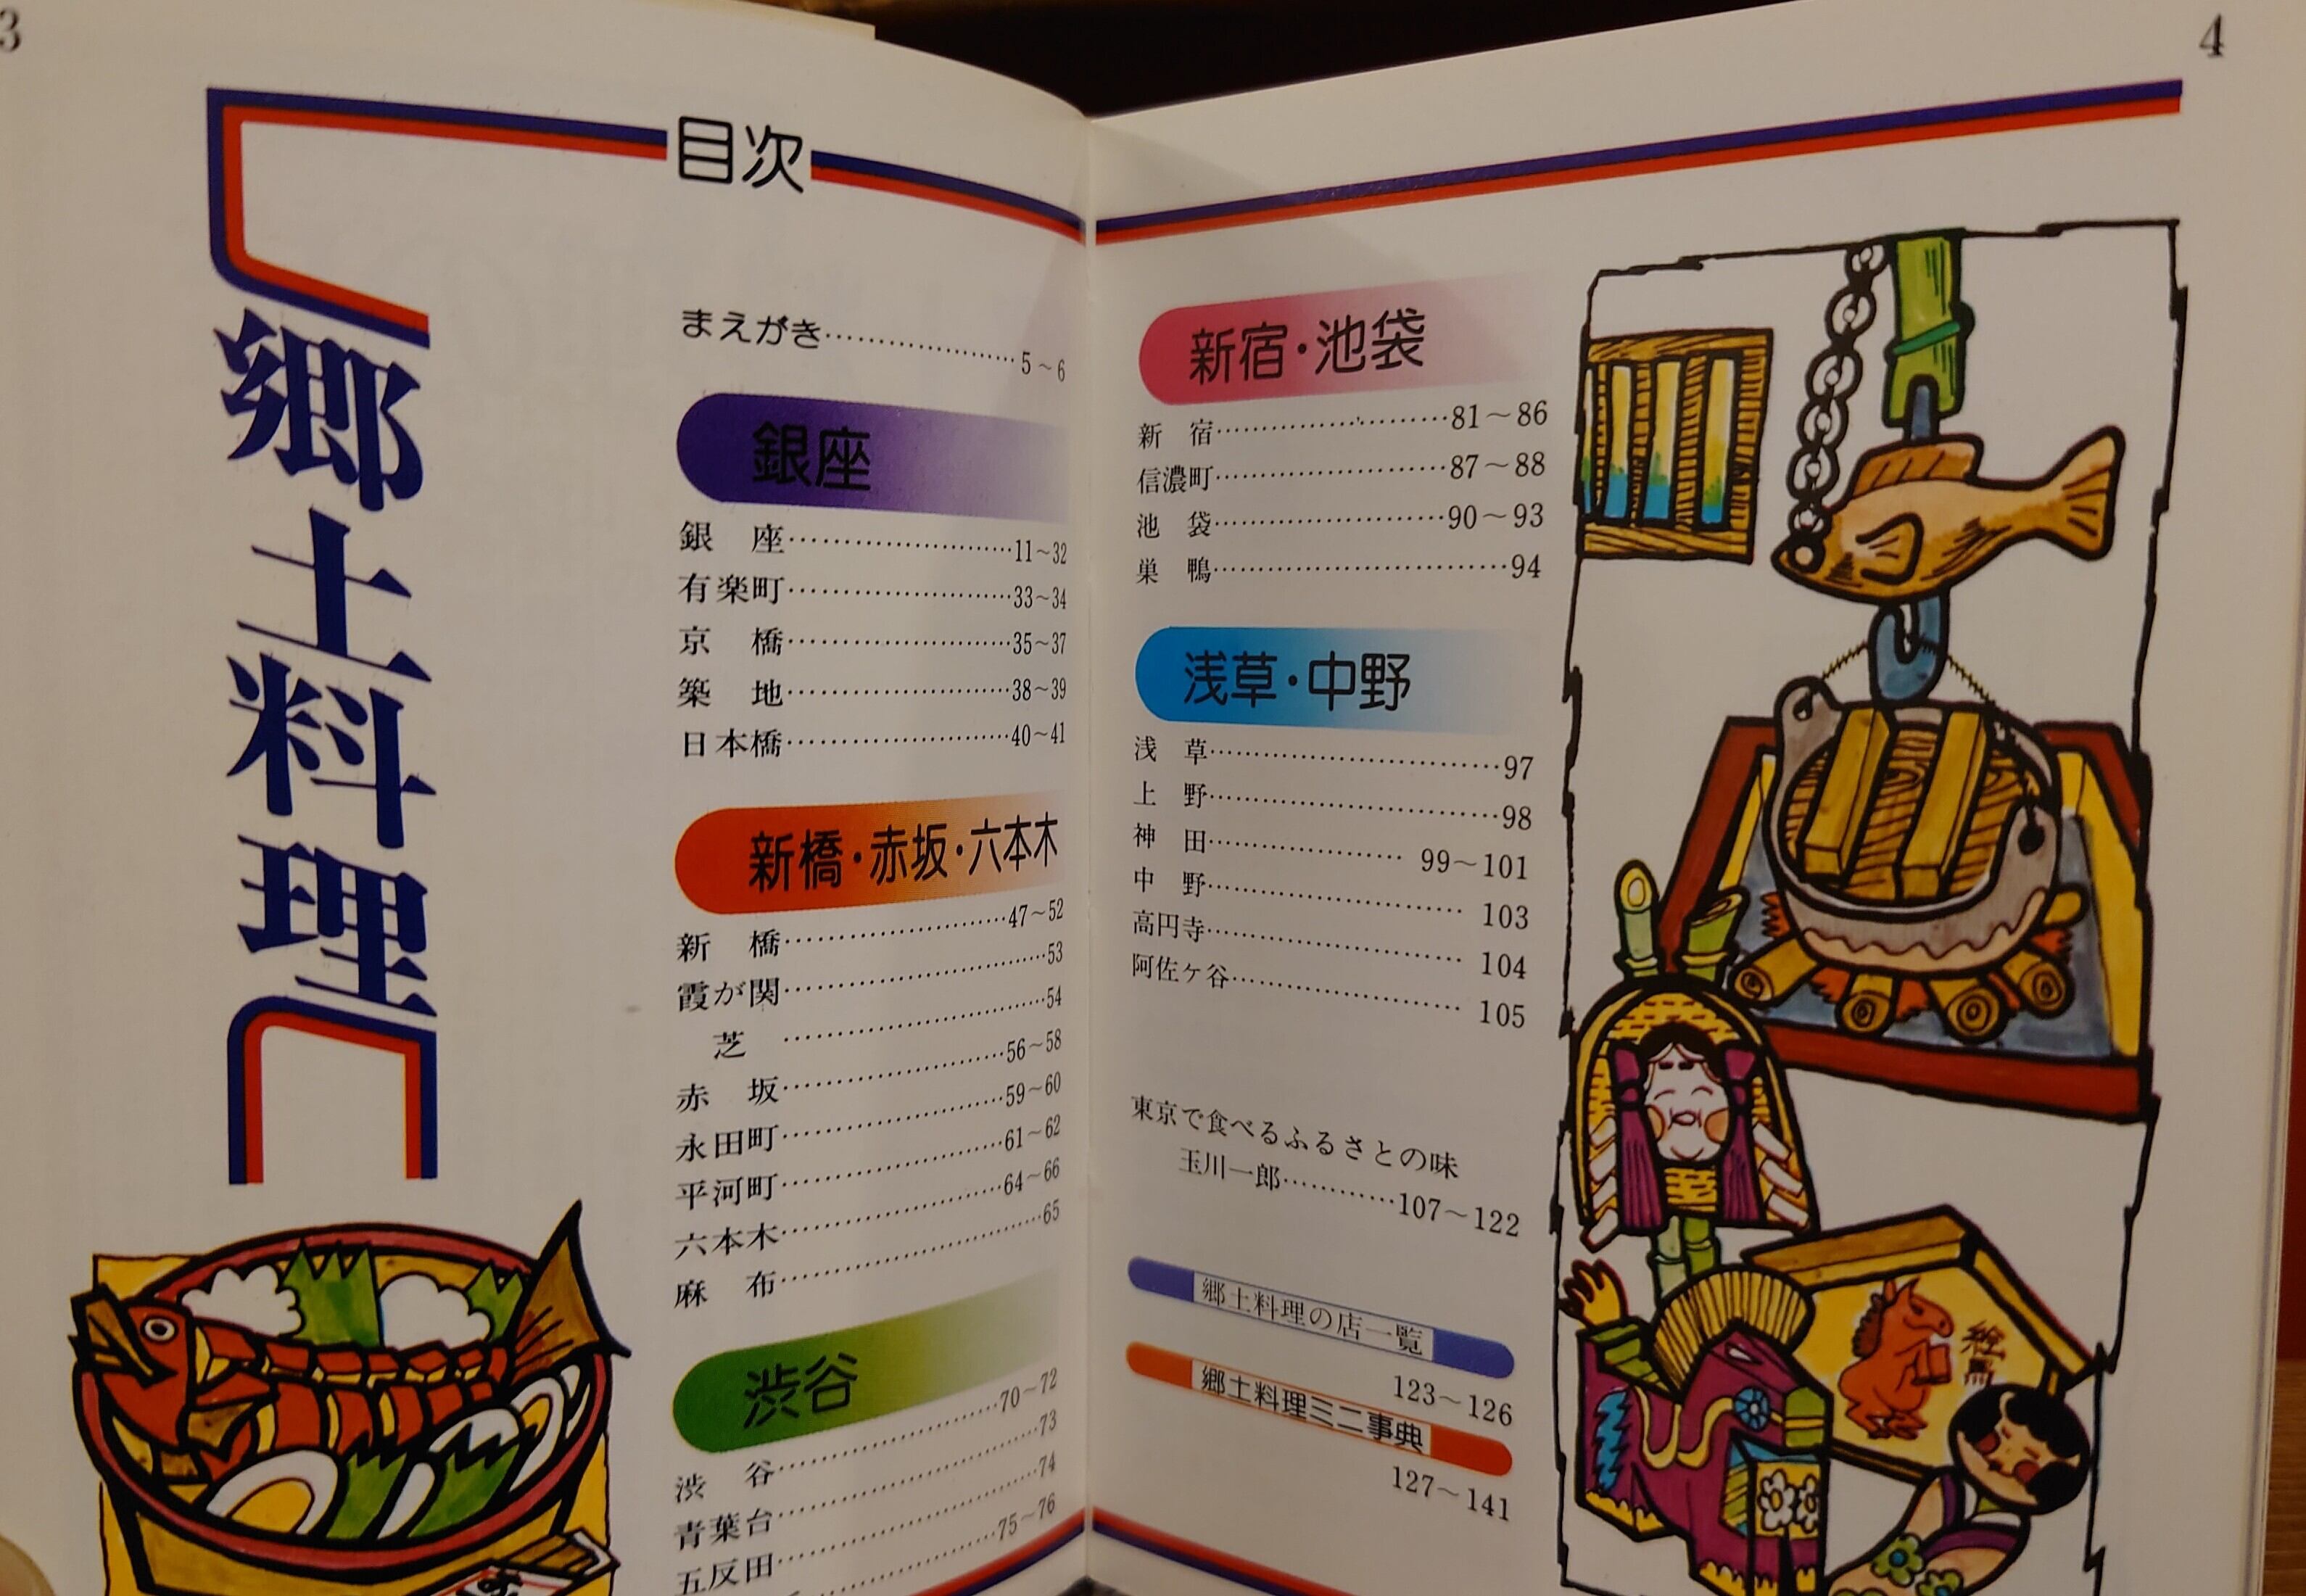 3
目次
郷土料理
まえがき…………………5～6
銀座
銀　座……………………11～32
有楽町……………………33～34
京　橋……………………35～37
築　地……………………38～39
日本橋……………………40～41
新橋・赤坂・六本木
新　橋……………………47～52
霞が関……………………53
芝　……………………54
赤　坂……………………56～58
永田町……………………59～60
平河町……………………61～62
六本木……………………64～66
麻　布……………………65
渋谷
渋　谷……………………70～72
青葉台……………………73
五反田……………………74
75～76
4
新宿・池袋
新　宿……………………81～86
信濃町……………………87～88
池　袋……………………90～93
巣　鴨……………………94
浅草・中野
浅　草……………………97
上　野……………………98
神　田……………………99～101
中　野……………………103
高円寺……………………104
阿佐ケ谷…………………105
東京で食べるふるさとの味
玉川一郎…………107～122
郷土料理の店一覧
123～126
郷土料理ミニ事典
127～141
絵馬